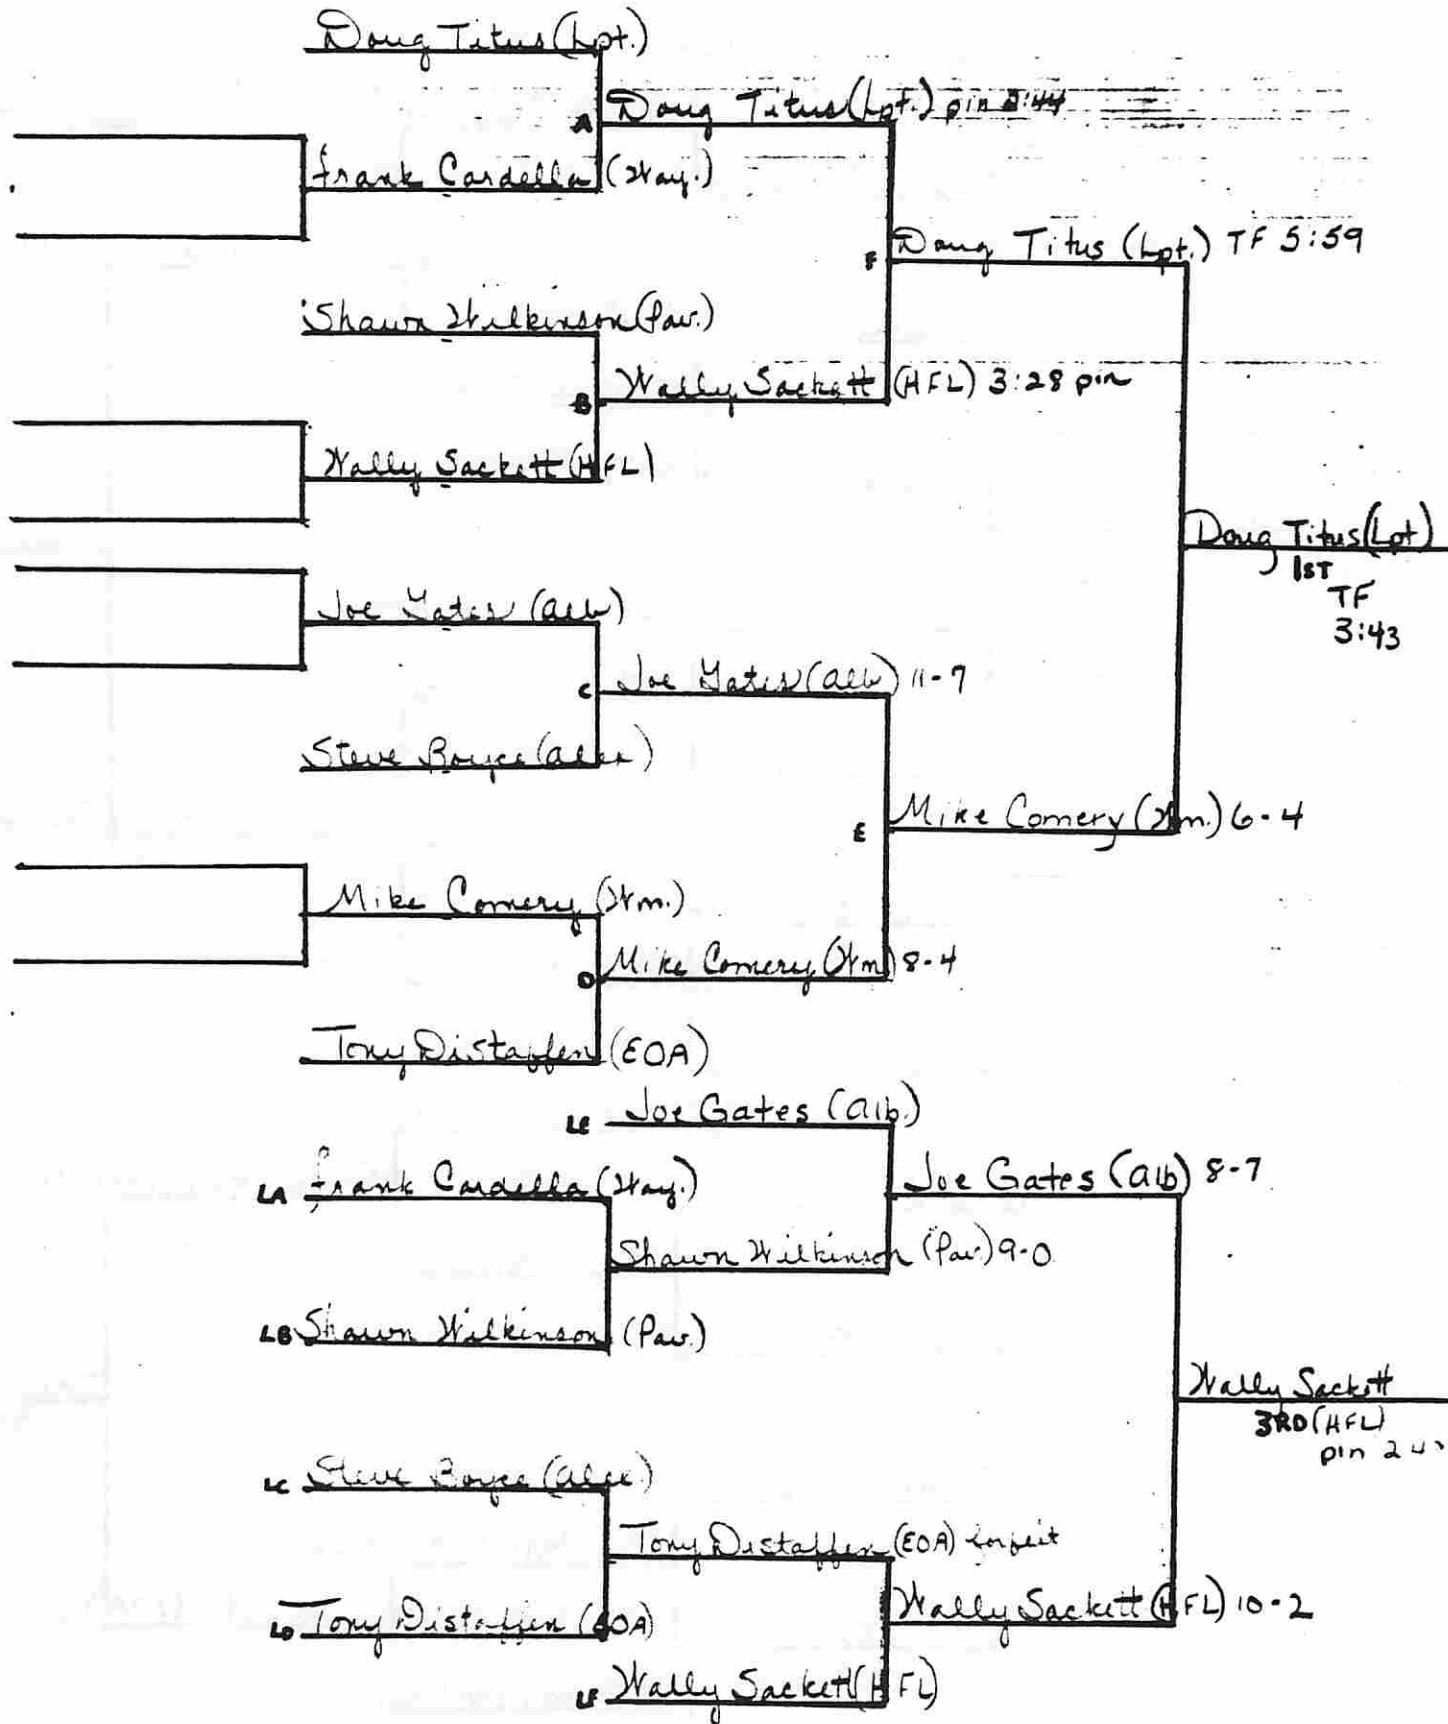 Doug Titus (Lpt.)
A Doug Titus (Lpt.) pin 2:44
Frank Cardella (Way.)
F Doug Titus (Lpt.) TF 5:59
Shawn Wilkinson (Pav.)
B Wally Sackett (HFL) 3:28 pin
Wally Sackett (HFL)
Doug Titus (Lpt)
1ST
TF
3:43
Joe Gates (Alb)
C Joe Gates (Alb) 11-7
Steve Boyce (Alex)
E Mike Comery (Wm.) 6-4
Mike Comery (Wm.)
D Mike Comery (Wm) 8-4
Tony Distaffen (EOA)
LE Joe Gates (Alb.)
LA Frank Cardella (Way.)
Joe Gates (Alb) 8-7
Shawn Wilkinson (Pav.) 9-0
LB Shawn Wilkinson (Pav.)
Wally Sackett
3RD (HFL)
pin
LC Steve Boyce (Alex.)
Tony Distaffen (EOA) forfeit
LD Tony Distaffen (EOA)
Wally Sackett (HFL) 10-2
LF Wally Sackett (HFL)